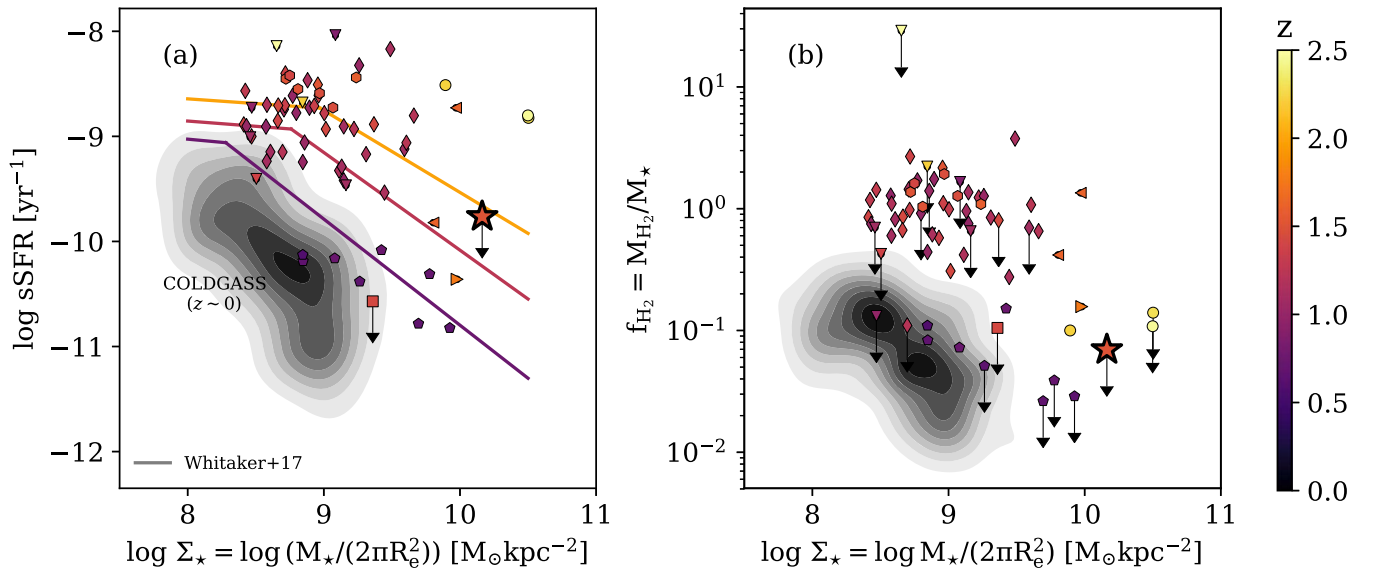 (a)
−8
−9
−10
−11
−12
log sSFR [yr⁻¹]
COLDGASS
(z ∼ 0)
Whitaker+17
8 9 10 11
log Σ⋆ = log (M⋆/(2πRₑ²)) [M⊙kpc⁻²]
(b)
10¹
10⁰
10⁻¹
10⁻²
f_H₂ = M_H₂/M⋆
8 9 10 11
log Σ⋆ = log M⋆/(2πRₑ²) [M⊙kpc⁻²]
z
2.5
2.0
1.5
1.0
0.5
0.0